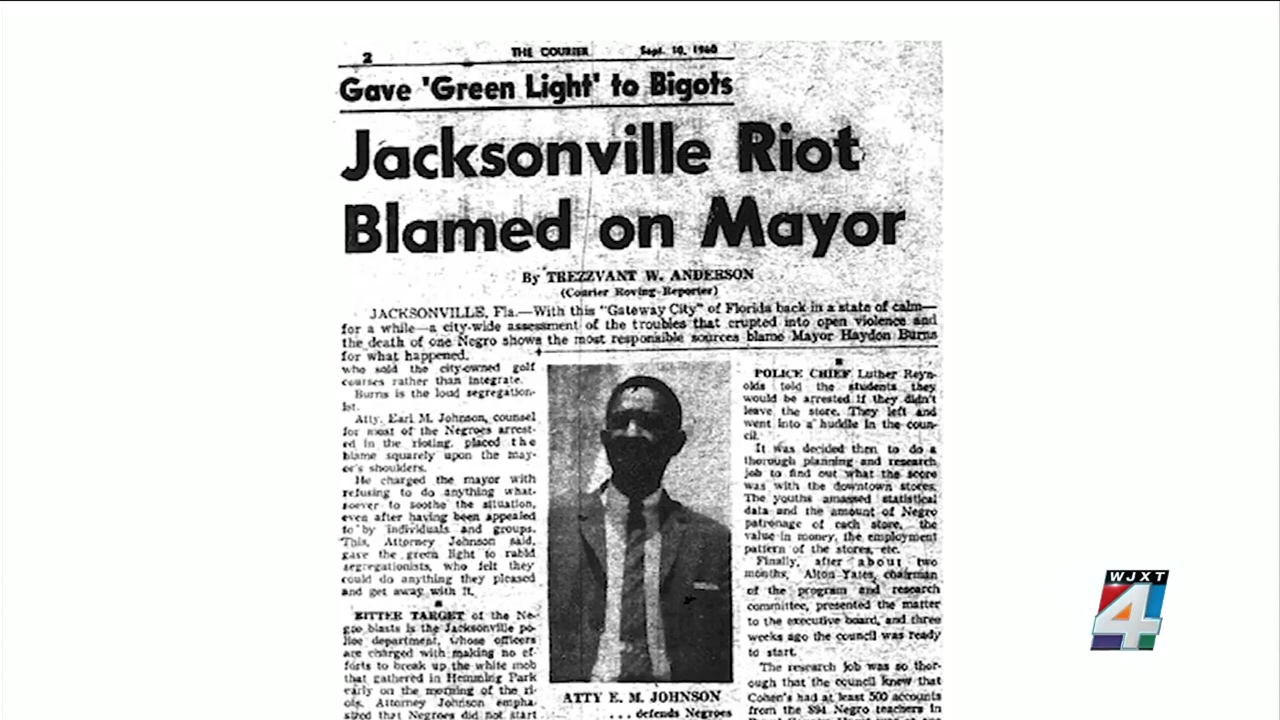 2
THE COURIER
Sept. 10, 1960
Gave 'Green Light' to Bigots
Jacksonville Riot
Blamed on Mayor
By TREZZVANT W. ANDERSON
(Courier Roving Reporter)
JACKSONVILLE, Fla.—With this "Gateway City" of Florida back in a state of calm—
for a while—a city-wide assessment of the troubles that erupted into open violence and
the death of one Negro shows the most responsible sources blame Mayor Haydon Burns
for what happened.
who sold the city-owned golf
courses rather than integrate.
Burns is the loud segregation-
ist.
Atty. Earl M. Johnson, counsel
for most of the Negroes arrest-
ed in the rioting, placed the
blame squarely upon the may-
or's shoulders.
He charged the mayor with
refusing to do anything what-
soever to soothe the situation,
even after having been appealed
to by individuals and groups.
This, Attorney Johnson said,
gave the green light to rabid
segregationists, who felt they
could do anything they pleased
and get away with it.
BITTER TARGET of the Ne-
gro blasts is the Jacksonville po-
lice department, whose officers
are charged with making no ef-
forts to break up the white mob
that gathered in Hemming Park
early on the morning of the ri-
ots. Attorney Johnson empha-
sized that Negroes did not start
ATTY E. M. JOHNSON
. . . defends Negroes
POLICE CHIEF Luther Reyn-
olds told the students they
would be arrested if they didn't
leave the store. They left and
went into a huddle in the coun-
cil.
It was decided then to do a
thorough planning and research
job to find out what the score
was with the downtown stores.
The youths amassed statistical
data and the amount of Negro
patronage of each store, the
value in money, the employment
pattern of the stores, etc.
Finally, after about two
months, Alton Yates, chairman
of the program and research
committee, presented the matter
to the executive board, and three
weeks ago the council was ready
to start.
The research job was so thor-
ough that the council knew that
Cohen's had at least 500 accounts
from the 894 Negro teachers in
WJXT
4